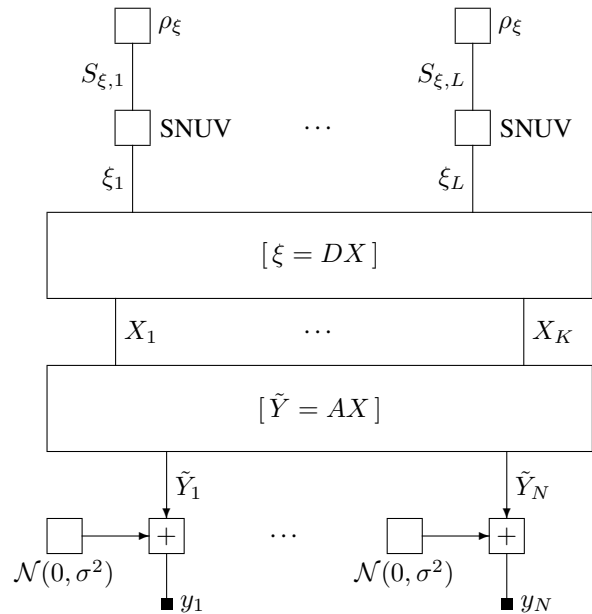 ρ_ξ ρ_ξ
S_{ξ,1} S_{ξ,L}
SNUV ··· SNUV
ξ_1 ξ_L
[ ξ = DX ]
X_1 ··· X_K
[ Ỹ = AX ]
Ỹ_1 Ỹ_N
+ ··· +
𝒩(0, σ²) 𝒩(0, σ²)
y_1 y_N